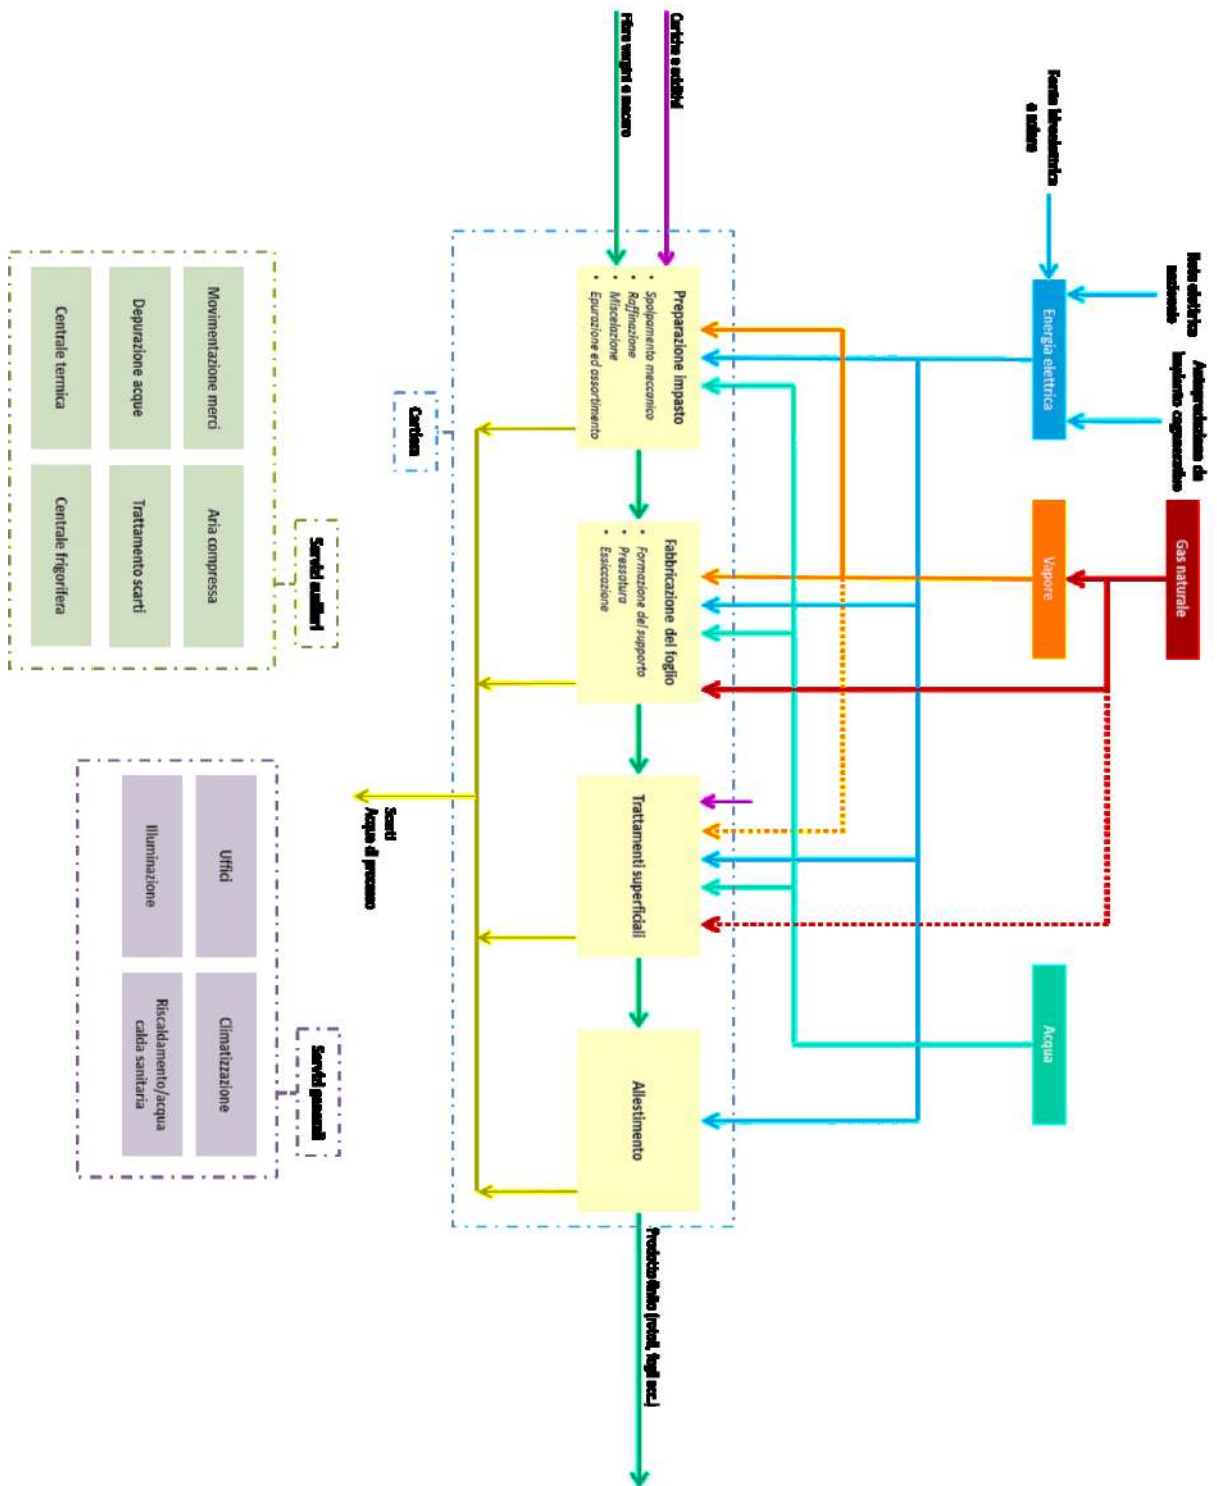 Gas naturale
Fonte idroelettrica
e solare
Rete elettrica
nazionale
Autoproduzione da
impianto cogenerativo
Energia elettrica
Vapore
Acqua
Cariche e additivi
Fibre vergini o macero
Preparazione impasto
• Spolpamento meccanico
• Raffinazione
• Miscelazione
• Epurazione ed assortimento
Fabbricazione del foglio
• Formazione del supporto
• Pressatura
• Essiccazione
Trattamenti superficiali
Allestimento
Prodotto finito (rotoli, fogli ecc.)
Cartiera
Scarti
Acque di processo
Servizi ausiliari
Movimentazione merci
Aria compressa
Depurazione acque
Trattamento scarti
Centrale termica
Centrale frigorifera
Servizi generali
Uffici
Climatizzazione
Illuminazione
Riscaldamento/acqua
calda sanitaria